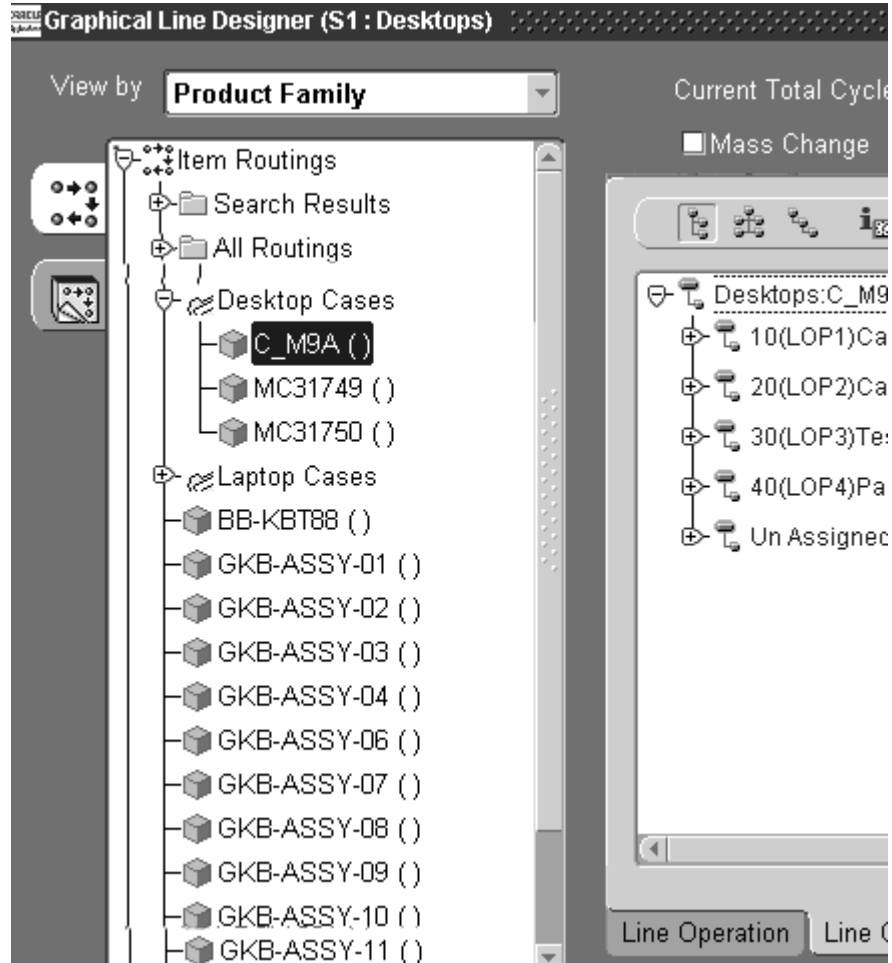 Graphical Line Designer (S1 : Desktops)
View by
Product Family
Current Total Cycle
Mass Change
Item Routings
Search Results
All Routings
Desktop Cases
C_M9A ()
MC31749 ()
MC31750 ()
Laptop Cases
BB-KBT88 ()
GKB-ASSY-01 ()
GKB-ASSY-02 ()
GKB-ASSY-03 ()
GKB-ASSY-04 ()
GKB-ASSY-06 ()
GKB-ASSY-07 ()
GKB-ASSY-08 ()
GKB-ASSY-09 ()
GKB-ASSY-10 ()
GKB-ASSY-11 ()
Desktops:C_M9
10(LOP1)Ca
20(LOP2)Ca
30(LOP3)Tes
40(LOP4)Pa
Un Assigned
Line Operation
Line